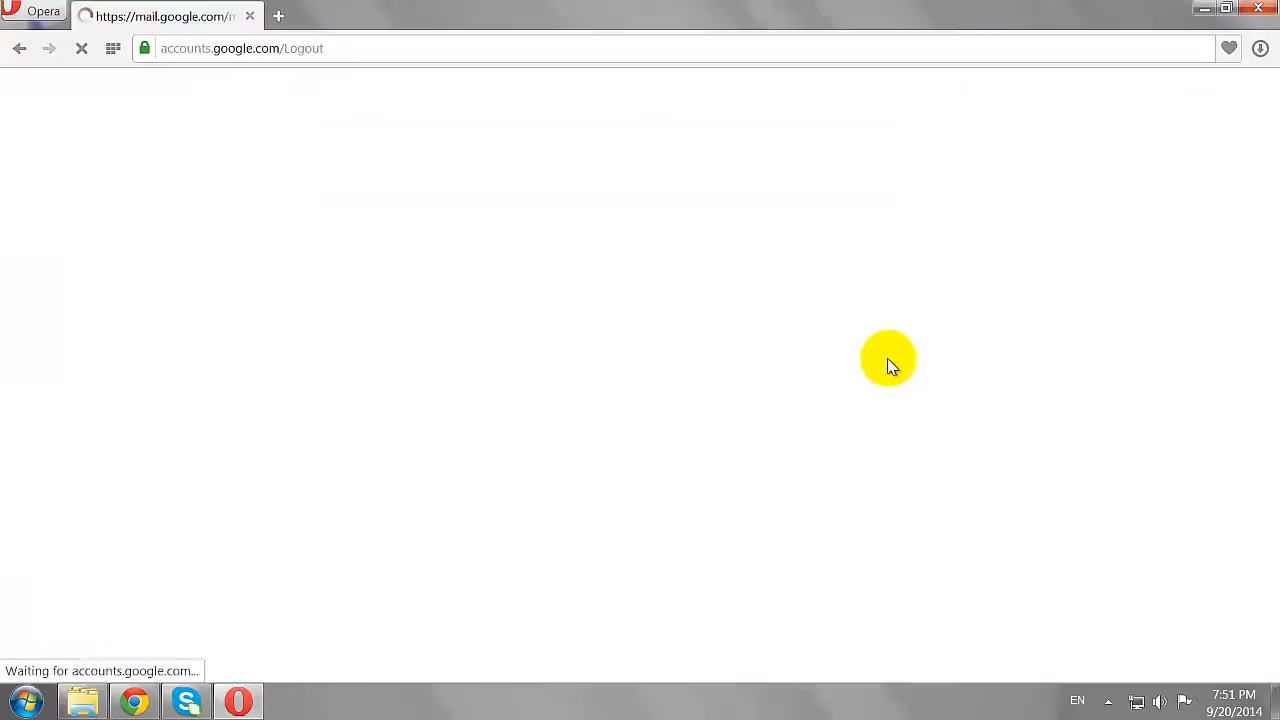 Opera
https://mail.google.com/
accounts.google.com/Logout
Waiting for accounts.google.com...
EN
7:51 PM
9/20/2014